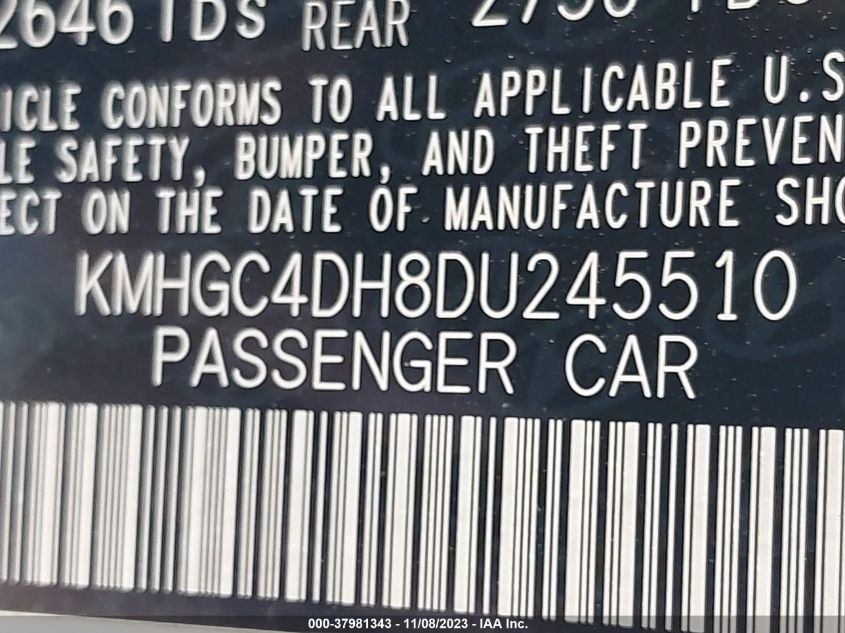 2646 LBS REAR
ICLE CONFORMS TO ALL APPLICABLE U.S
LE SAFETY, BUMPER, AND THEFT PREVEN
ECT ON THE DATE OF MANUFACTURE SHO
KMHGC4DH8DU245510
PASSENGER CAR
000-37981343 - 11/08/2023 - IAA Inc.